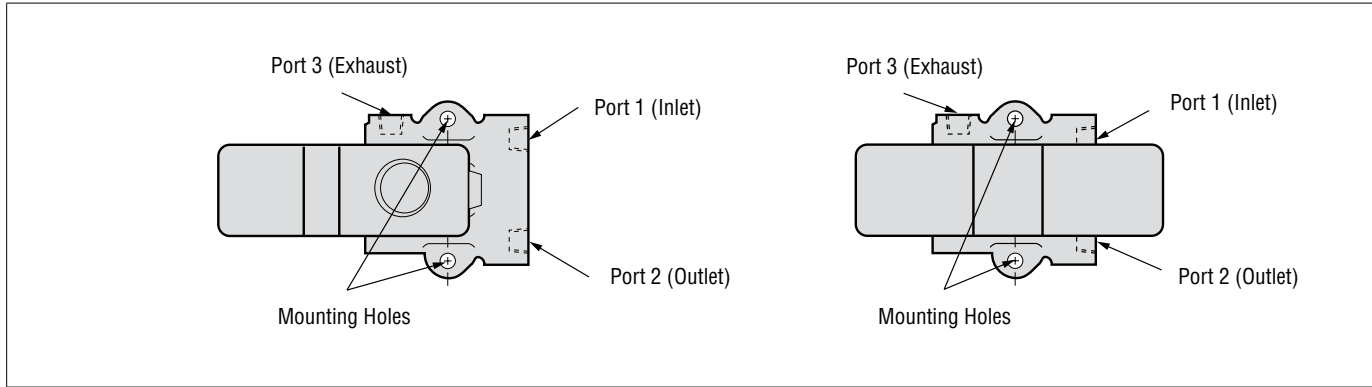 Port 3 (Exhaust)
Port 1 (Inlet)
Port 2 (Outlet)
Mounting Holes
Port 3 (Exhaust)
Port 1 (Inlet)
Port 2 (Outlet)
Mounting Holes